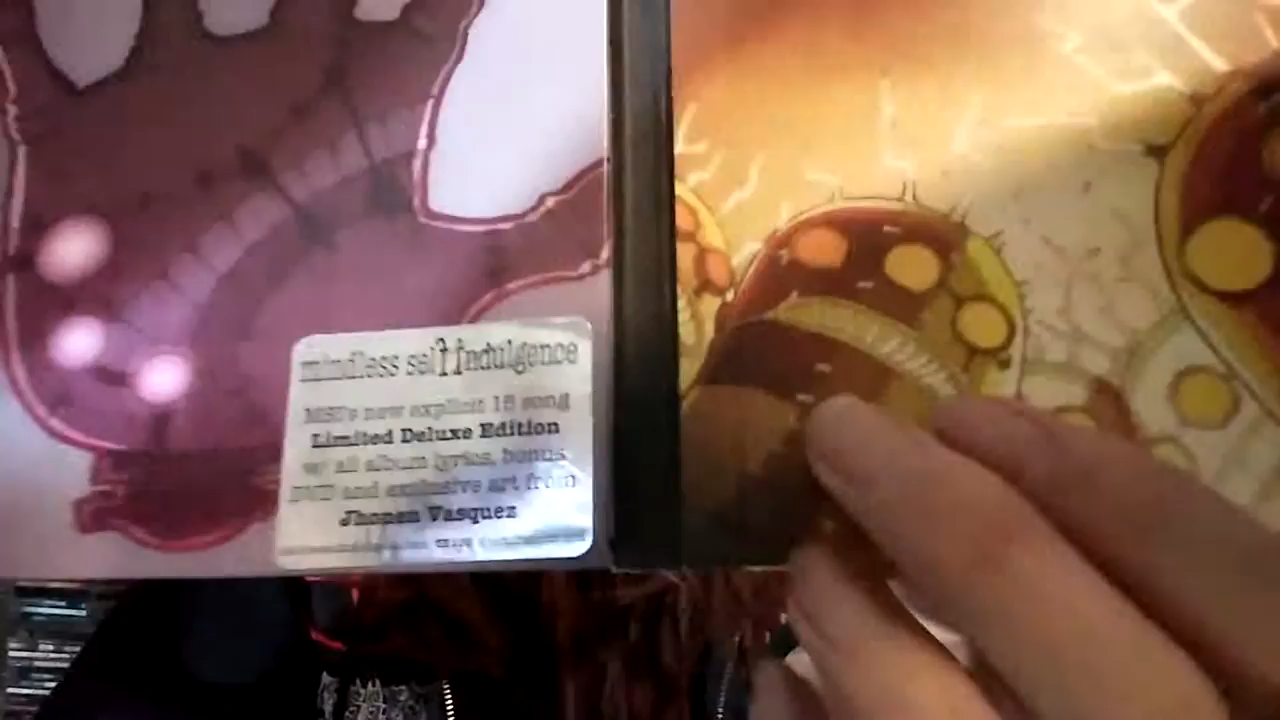 mindless self indulgence
MSI's new explicit 15 song
Limited Deluxe Edition
w/ all album lyrics, bonus
DVD and exclusive art from
Jhonen Vasquez